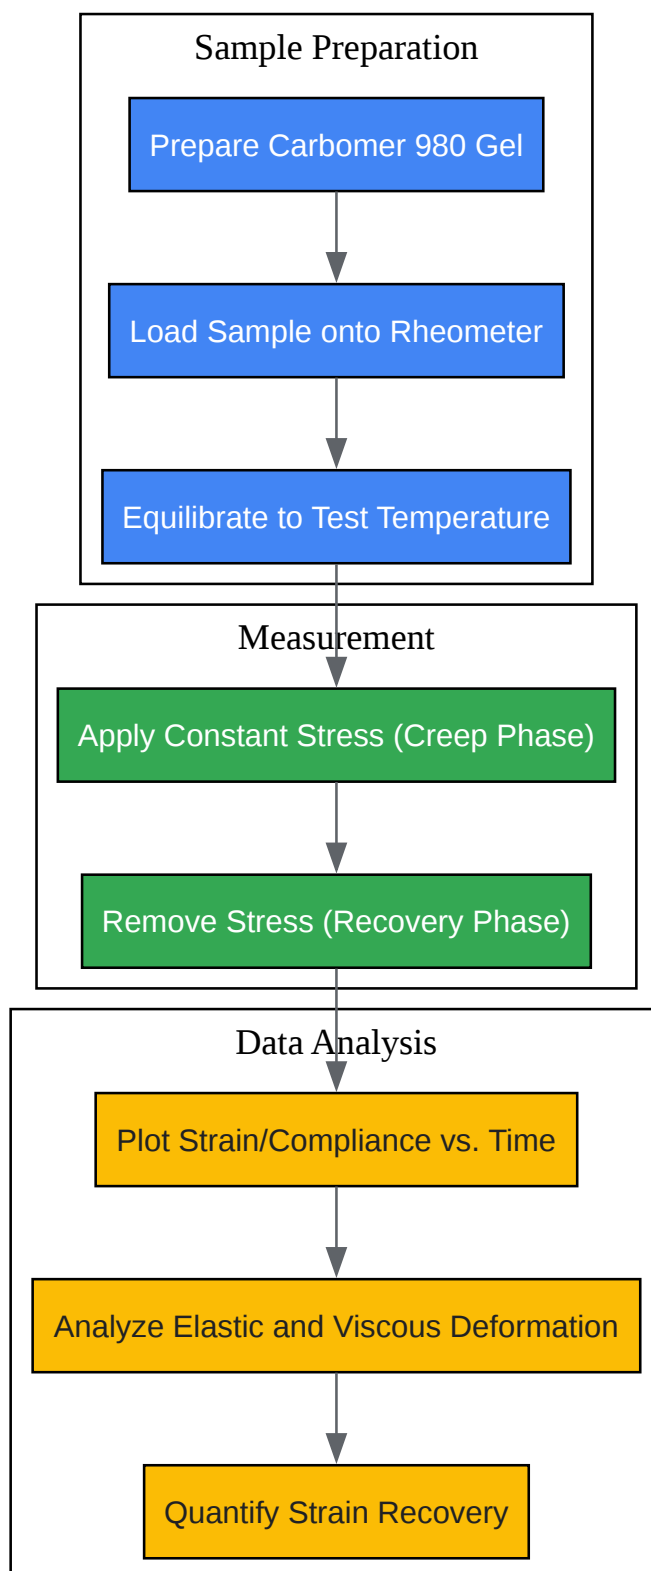 Sample Preparation
Prepare Carbomer 980 Gel
Load Sample onto Rheometer
Equilibrate to Test Temperature
Measurement
Apply Constant Stress (Creep Phase)
Remove Stress (Recovery Phase)
Data Analysis
Plot Strain/Compliance vs. Time
Analyze Elastic and Viscous Deformation
Quantify Strain Recovery